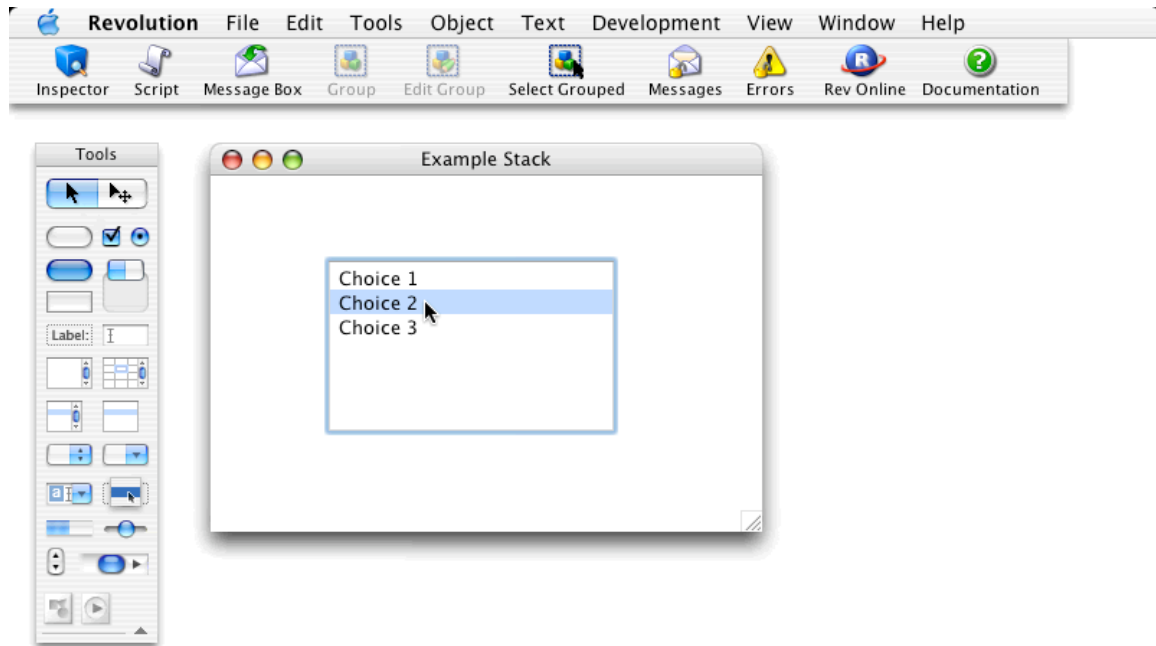 Revolution File Edit Tools Object Text Development View Window Help
Inspector Script Message Box Group Edit Group Select Grouped Messages Errors Rev Online Documentation
Tools
Example Stack
Choice 1
Choice 2
Choice 3
Label:
a
R